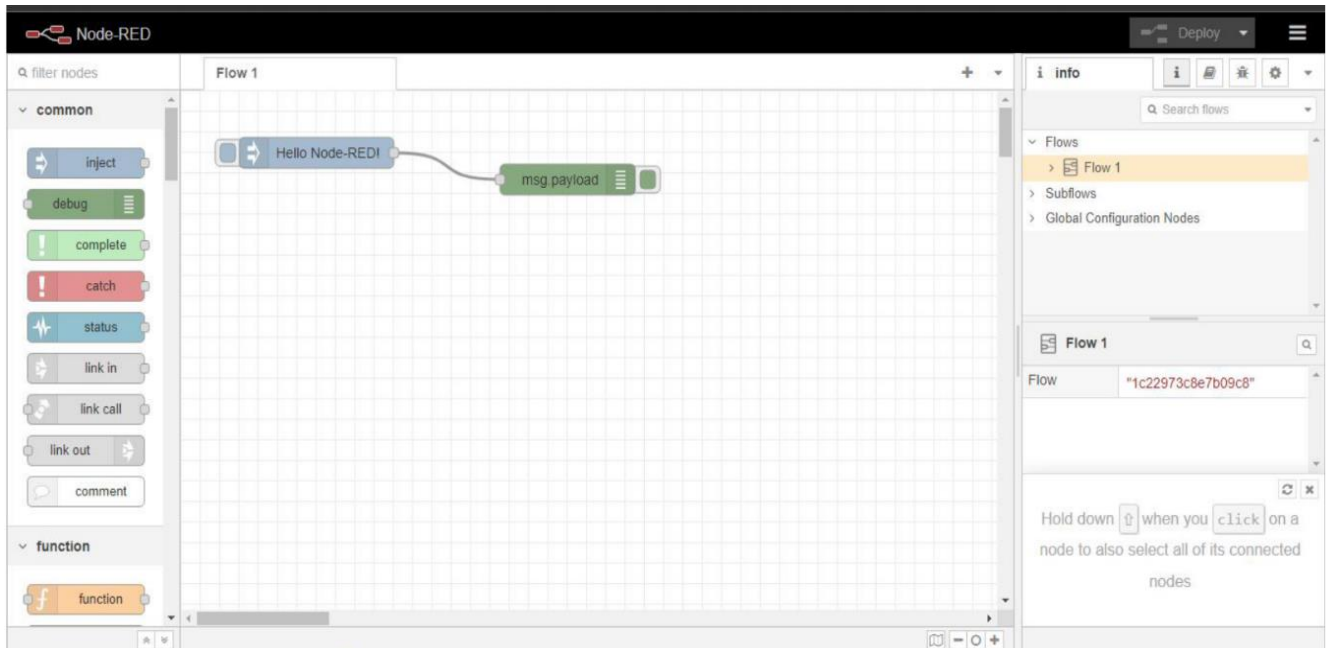 Node-RED
Deploy
filter nodes
Flow 1
i info
i
Search flows
common
inject
debug
complete
catch
status
link in
link call
link out
comment
function
f function
Hello Node-RED!
msg.payload
Flows
Flow 1
Subflows
Global Configuration Nodes
Flow 1
Flow "1c22973c8e7b09c8"
Hold down ⇧ when you click on a
node to also select all of its connected
nodes